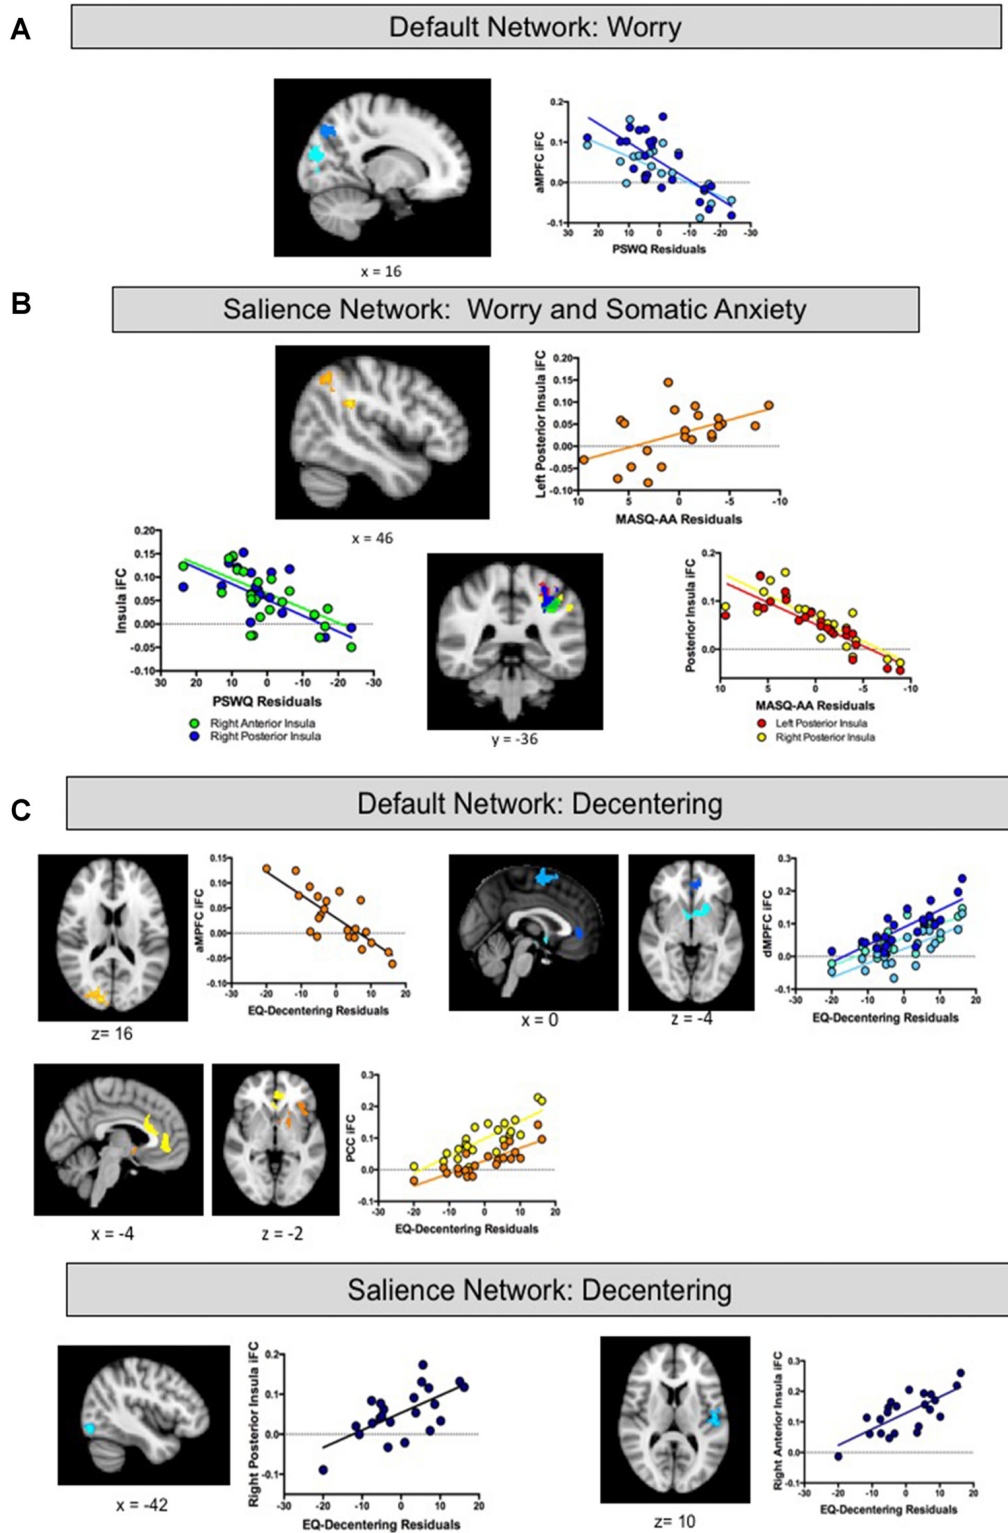 A
Default Network: Worry
0.2
0.1
0.0
-0.1
aMPFC iFC
30 20 10 0 -10 -20 -30
PSWQ Residuals
x = 16
B
Salience Network: Worry and Somatic Anxiety
0.20
0.15
0.10
0.05
0.00
-0.05
-0.10
Left Posterior Insula iFC
10 5 0 -5 -10
MASQ-AA Residuals
x = 46
0.20
0.15
0.10
0.05
0.00
-0.05
-0.10
Insula iFC
30 20 10 0 -10 -20 -30
PSWQ Residuals
Right Anterior Insula
Right Posterior Insula
y = -36
0.2
0.1
0.0
Posterior Insula iFC
10 5 0 -5 -10
MASQ-AA Residuals
Left Posterior Insula
Right Posterior Insula
C
Default Network: Decentering
z= 16
0.15
0.10
0.05
0.00
-0.05
-0.10
aMPFC iFC
-30 -20 -10 0 10 20
EQ-Decentering Residuals
x = 0
z = -4
0.3
0.2
0.1
0.0
-0.1
dMPFC iFC
-30 -20 -10 0 10 20
EQ-Decentering Residuals
x = -4
z = -2
0.3
0.2
0.1
0.0
-0.1
PCC iFC
-30 -20 -10 0 10 20
EQ-Decentering Residuals
Salience Network: Decentering
x = -42
0.2
0.1
0.0
-0.1
Right Posterior Insula iFC
-30 -20 -10 0 10 20
EQ-Decentering Residuals
z= 10
0.3
0.2
0.1
0.0
-0.1
Right Anterior Insula iFC
-30 -20 -10 0 10 20
EQ-Decentering Residuals